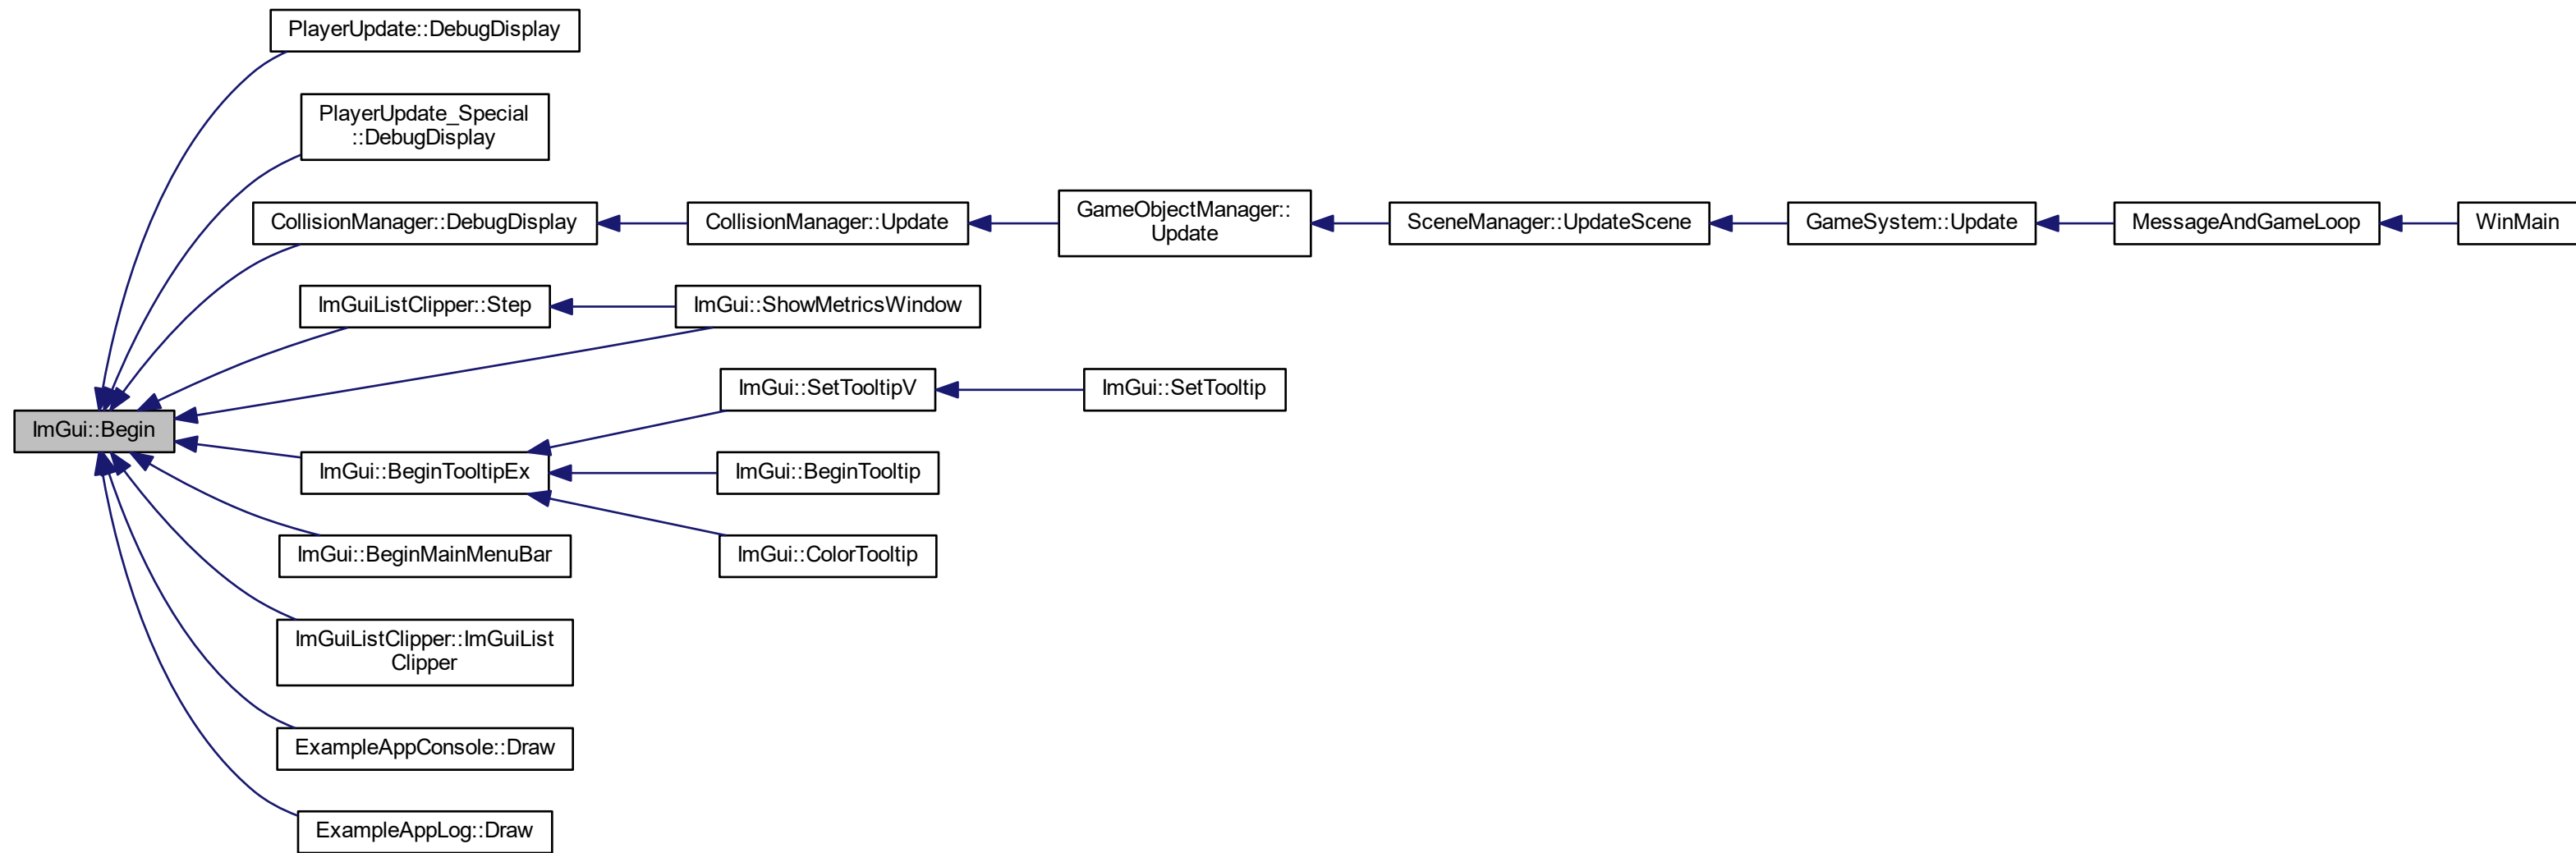 PlayerUpdate::DebugDisplay
PlayerUpdate_Special
::DebugDisplay
CollisionManager::DebugDisplay
CollisionManager::Update
GameObjectManager::
Update
SceneManager::UpdateScene
GameSystem::Update
MessageAndGameLoop
WinMain
ImGuiListClipper::Step
ImGui::ShowMetricsWindow
ImGui::SetTooltipV
ImGui::SetTooltip
ImGui::Begin
ImGui::BeginTooltipEx
ImGui::BeginTooltip
ImGui::BeginMainMenuBar
ImGui::ColorTooltip
ImGuiListClipper::ImGuiList
Clipper
ExampleAppConsole::Draw
ExampleAppLog::Draw